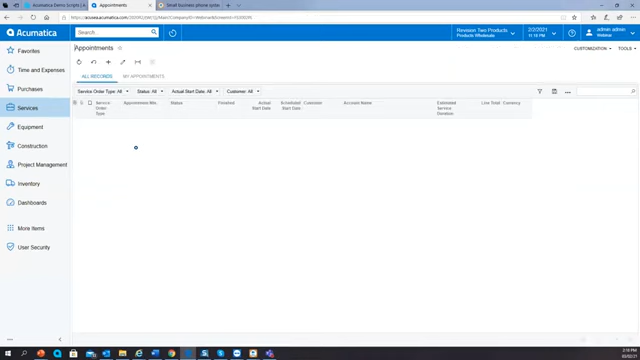 Acumatica Demo Scripts | A
Appointments
Small business phone syste
Acumatica
Search
Revision Two Products
Products Wholesale
2/2/2021
admin admin
Webinar
Favorites
Time and Expenses
Purchases
Services
Equipment
Construction
Project Management
Inventory
Dashboards
More Items
User Security
Appointments
CUSTOMIZATION
TOOLS
ALL RECORDS
MY APPOINTMENTS
Service Order Type: All
Status: All
Actual Start Date: All
Customer: All
Service Order Type
Appointment Nbr.
Status
Finished
Actual Start Date
Scheduled Start Date
Customer
Account Name
Estimated Service Duration
Line Total
Currency